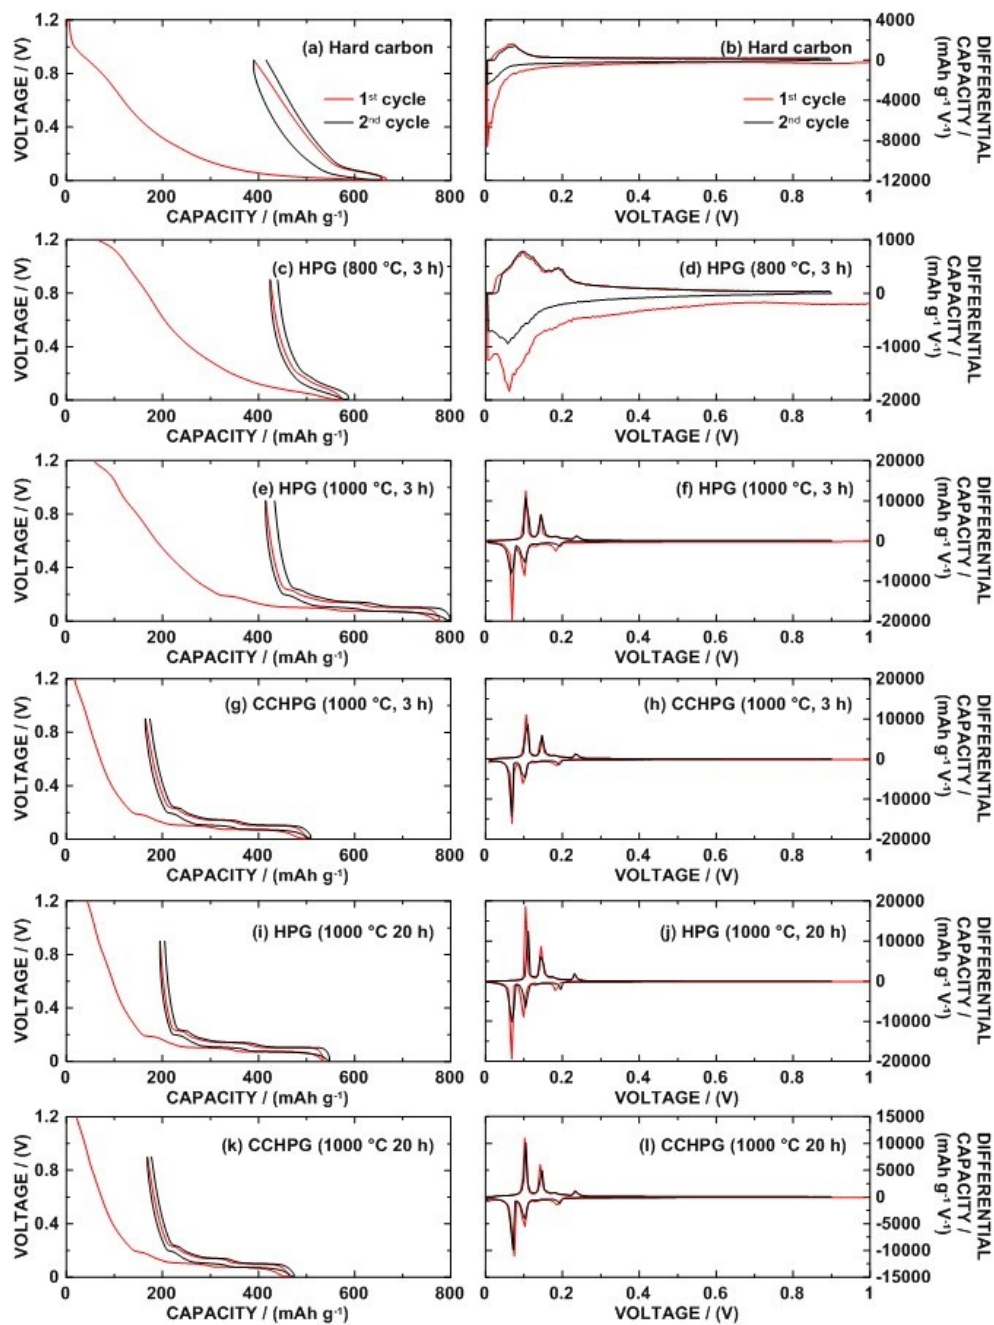 1.2
0.8
0.4
0
VOLTAGE / (V)
(a) Hard carbon
1st cycle
2nd cycle
0 200 400 600 800
CAPACITY / (mAh g-1)
(b) Hard carbon
1st cycle
2nd cycle
4000
0
-4000
-8000
-12000
DIFFERENTIAL
CAPACITY /
(mAh g-1 V-1)
0 0.2 0.4 0.6 0.8 1
VOLTAGE / (V)
1.2
0.8
0.4
0
VOLTAGE / (V)
(c) HPG (800 °C, 3 h)
0 200 400 600 800
CAPACITY / (mAh g-1)
(d) HPG (800 °C, 3 h)
1000
0
-1000
-2000
DIFFERENTIAL
CAPACITY /
(mAh g-1 V-1)
0 0.2 0.4 0.6 0.8 1
VOLTAGE / (V)
1.2
0.8
0.4
0
VOLTAGE / (V)
(e) HPG (1000 °C, 3 h)
0 200 400 600 800
CAPACITY / (mAh g-1)
(f) HPG (1000 °C, 3 h)
20000
10000
0
-10000
-20000
DIFFERENTIAL
CAPACITY /
(mAh g-1 V-1)
0 0.2 0.4 0.6 0.8 1
VOLTAGE / (V)
1.2
0.8
0.4
0
VOLTAGE / (V)
(g) CCHPG (1000 °C, 3 h)
0 200 400 600 800
CAPACITY / (mAh g-1)
(h) CCHPG (1000 °C, 3 h)
20000
10000
0
-10000
-20000
DIFFERENTIAL
CAPACITY /
(mAh g-1 V-1)
0 0.2 0.4 0.6 0.8 1
VOLTAGE / (V)
1.2
0.8
0.4
0
VOLTAGE / (V)
(i) HPG (1000 °C 20 h)
0 200 400 600 800
CAPACITY / (mAh g-1)
(j) HPG (1000 °C, 20 h)
20000
10000
0
-10000
-20000
DIFFERENTIAL
CAPACITY /
(mAh g-1 V-1)
0 0.2 0.4 0.6 0.8 1
VOLTAGE / (V)
1.2
0.8
0.4
0
VOLTAGE / (V)
(k) CCHPG (1000 °C 20 h)
0 200 400 600 800
CAPACITY / (mAh g-1)
(l) CCHPG (1000 °C 20 h)
15000
10000
5000
0
-5000
-10000
-15000
DIFFERENTIAL
CAPACITY /
(mAh g-1 V-1)
0 0.2 0.4 0.6 0.8 1
VOLTAGE / (V)